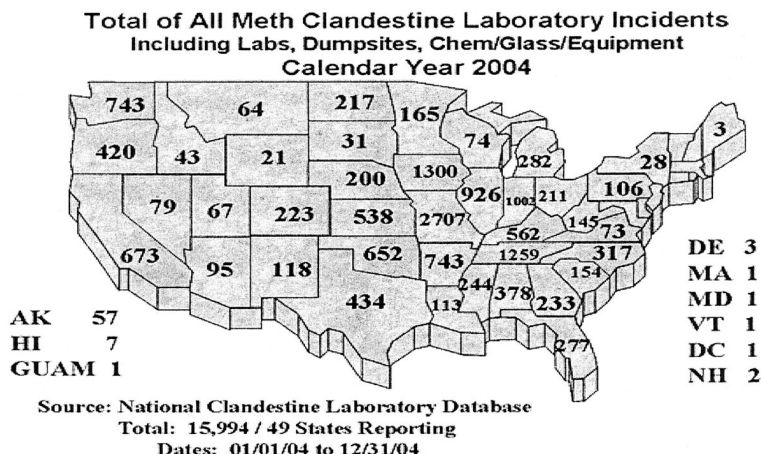 Total of All Meth Clandestine Laboratory Incidents
Including Labs, Dumpsites, Chem/Glass/Equipment
Calendar Year 2004
743 64 217 165 74 282 3
420 43 21 31 28
200 1300 926 1002 211 106
79 67 223 538 2707 562 145 73
673 95 118 652 743 1259 317
434 113 244 378 233 154
277
DE 3
MA 1
MD 1
VT 1
DC 1
NH 2
AK 57
HI 7
GUAM 1
Source: National Clandestine Laboratory Database
Total: 15,994 / 49 States Reporting
Dates: 01/01/04 to 12/31/04